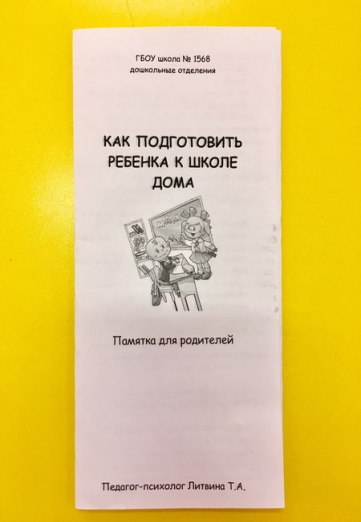 ГБОУ школа № 1568
дошкольные отделения
КАК ПОДГОТОВИТЬ
РЕБЕНКА К ШКОЛЕ
ДОМА
Памятка для родителей
Педагог-психолог Литвина Т.А.